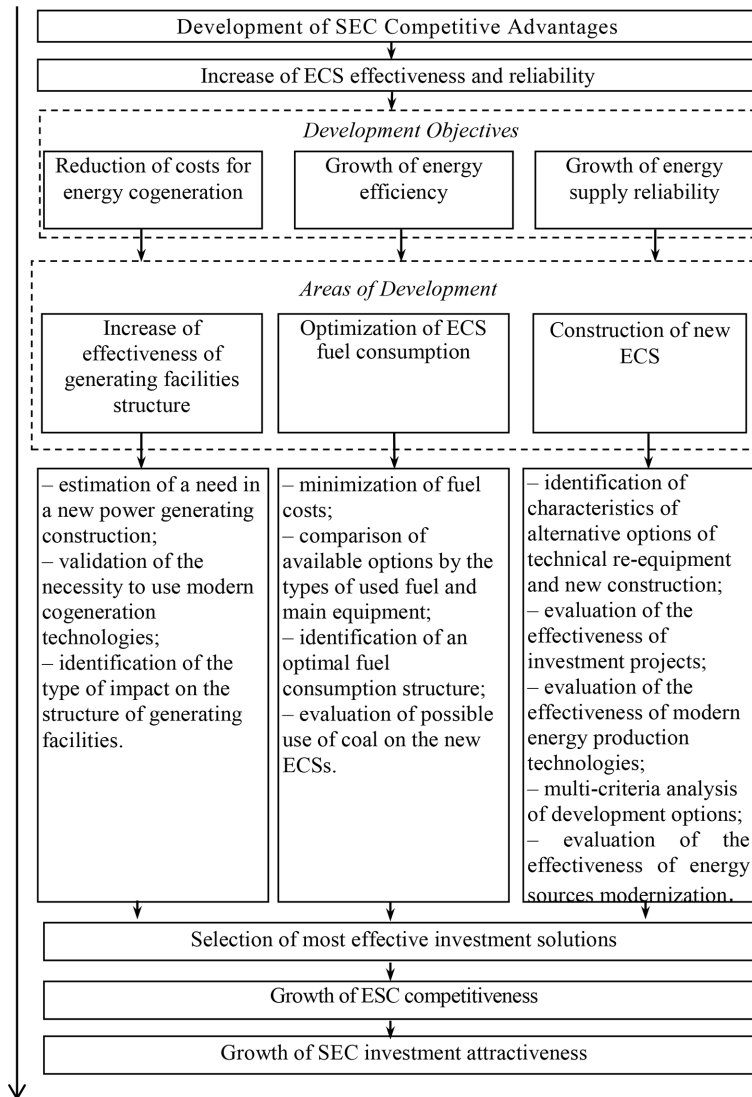 Development of SEC Competitive Advantages
Increase of ECS effectiveness and reliability
Development Objectives
Reduction of costs for
energy cogeneration
Growth of energy
efficiency
Growth of energy
supply reliability
Areas of Development
Increase of
effectiveness of
generating facilities
structure
Optimization of ECS
fuel consumption
Construction of new
ECS
– estimation of a need in
a new power generating
construction;
– validation of the
necessity to use modern
cogeneration
technologies;
– identification of the
type of impact on the
structure of generating
facilities.
– minimization of fuel
costs;
– comparison of
available options by the
types of used fuel and
main equipment;
– identification of an
optimal fuel
consumption structure;
– evaluation of possible
use of coal on the new
ECSs.
– identification of
characteristics of
alternative options of
technical re-equipment
and new construction;
– evaluation of the
effectiveness of
investment projects;
– evaluation of the
effectiveness of modern
energy production
technologies;
– multi-criteria analysis
of development options;
– evaluation of the
effectiveness of energy
sources modernization.
Selection of most effective investment solutions
Growth of ESC competitiveness
Growth of SEC investment attractiveness